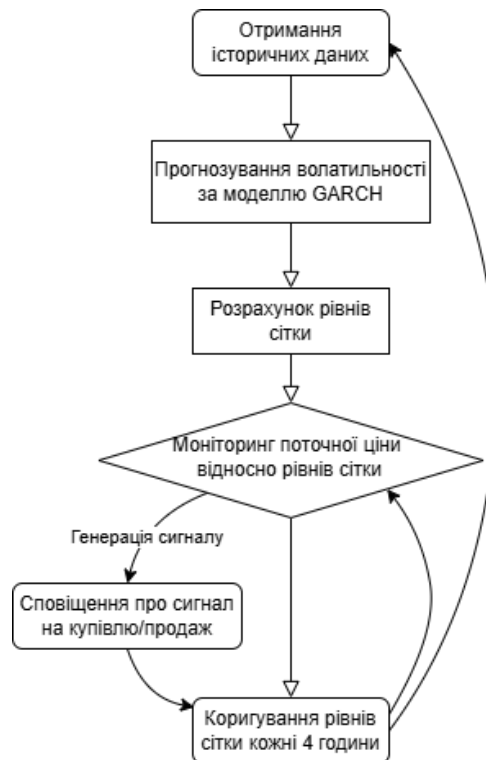 Отримання
історичних даних
Прогнозування волатильності
за моделлю GARCH
Розрахунок рівнів
сітки
Моніторинг поточної ціни
відносно рівнів сітки
Генерація сигналу
Сповіщення про сигнал
на купівлю/продаж
Коригування рівнів
сітки кожні 4 години